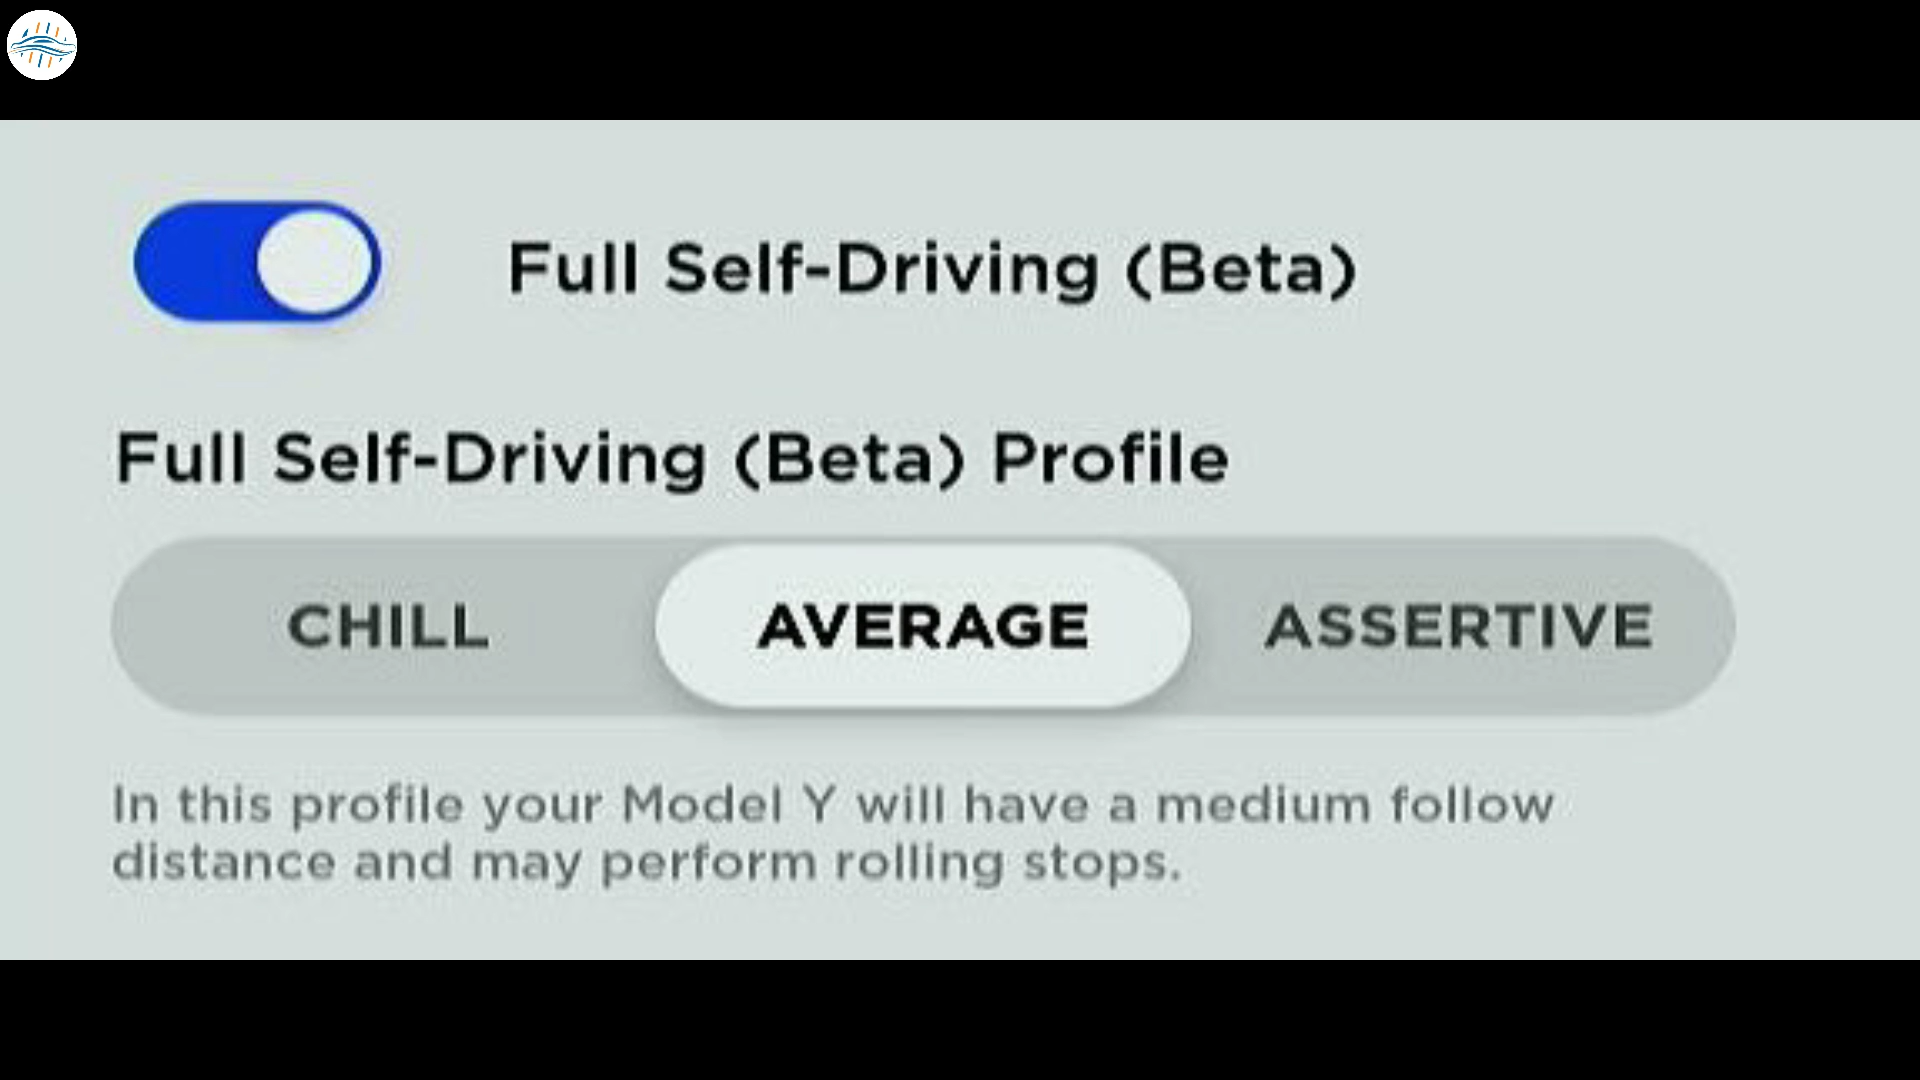 Full Self-Driving (Beta)
Full Self-Driving (Beta) Profile
CHILL AVERAGE ASSERTIVE
In this profile your Model Y will have a medium follow
distance and may perform rolling stops.